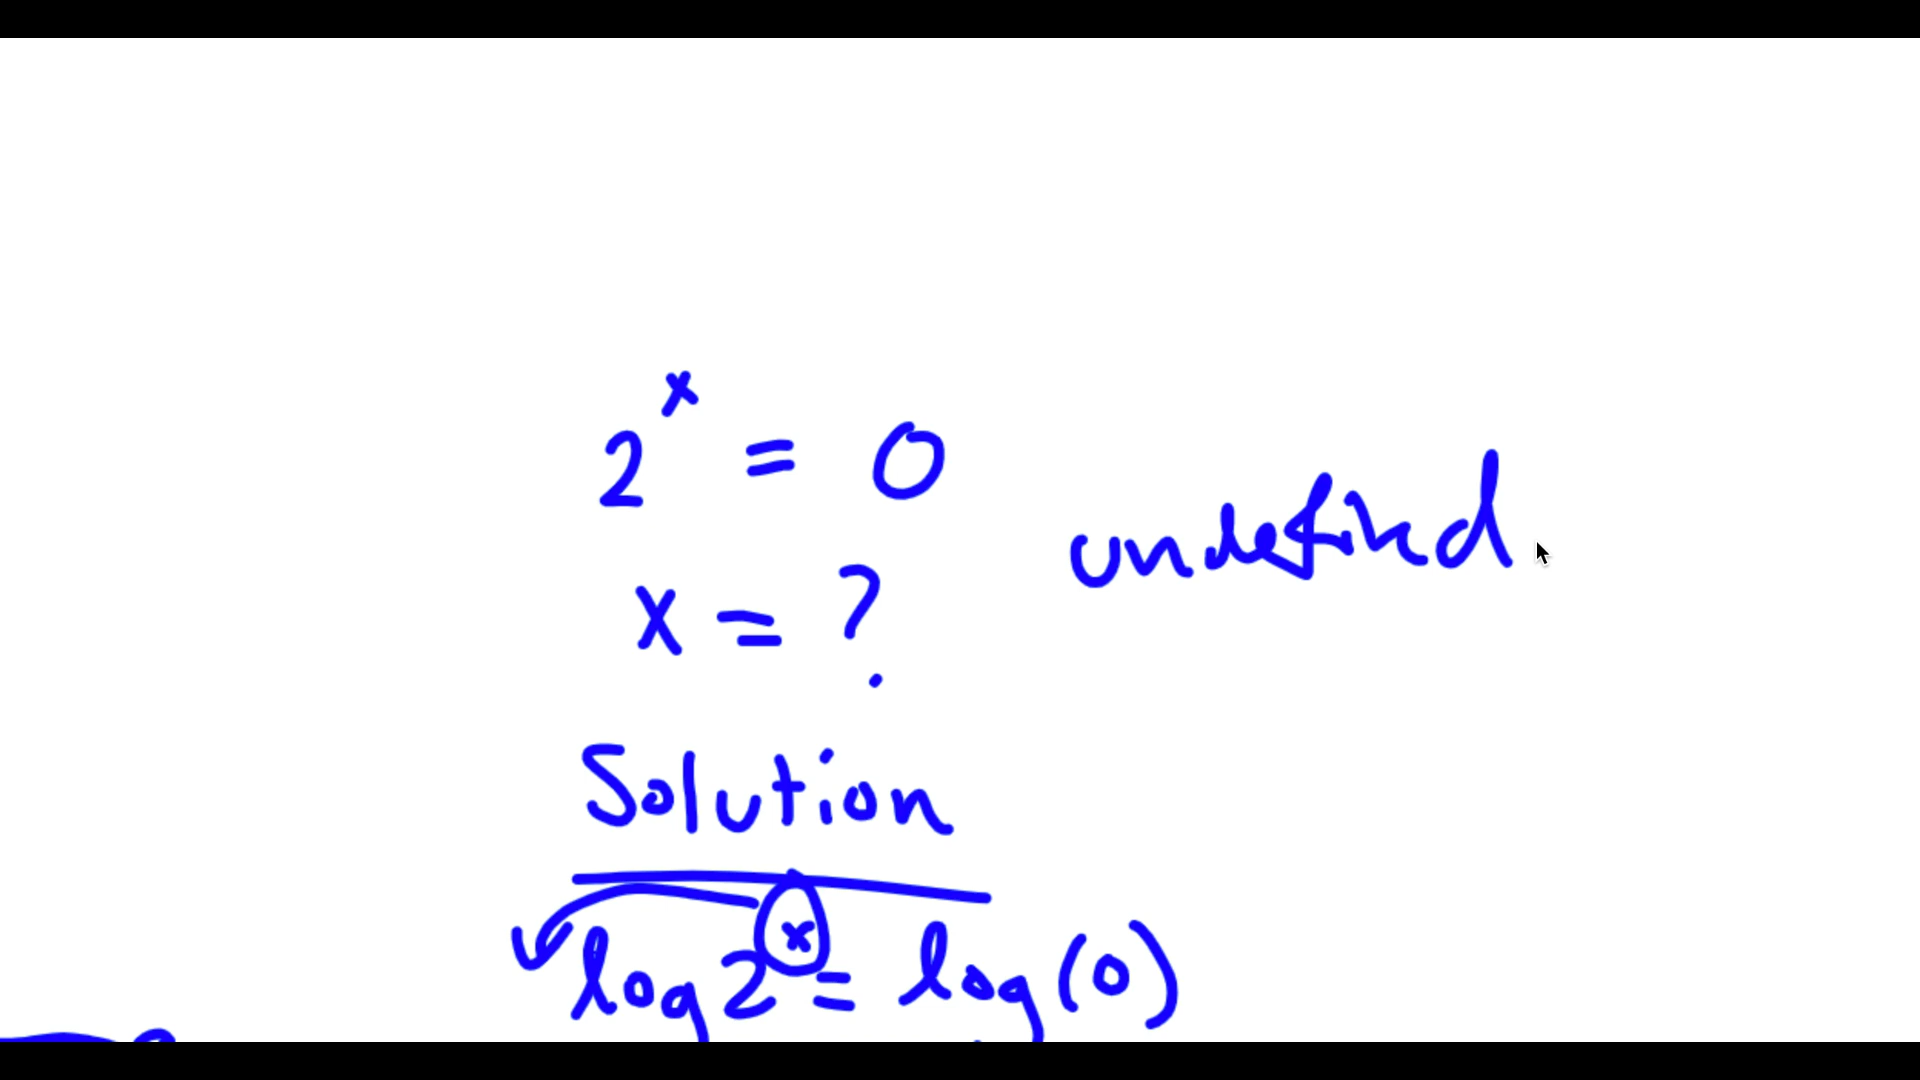 2^x = 0
undefind
x = ?
Solution
log 2^x = log (0)